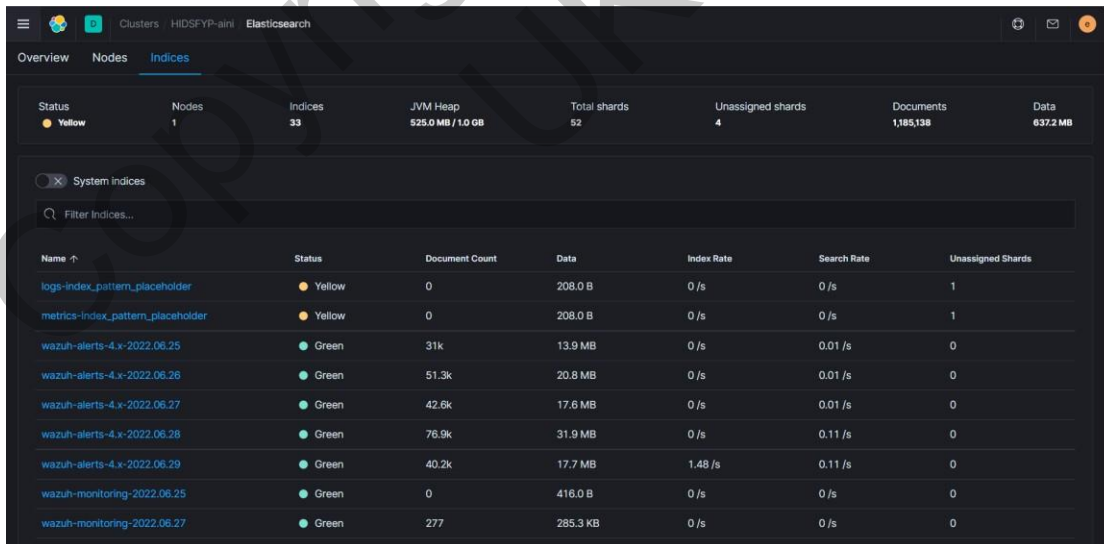 D Clusters HIDSFYP-aini Elasticsearch e
Overview Nodes Indices
Status Nodes Indices JVM Heap Total shards Unassigned shards Documents Data
Yellow 1 33 525.0 MB / 1.0 GB 52 4 1,185,138 637.2 MB
System indices
Filter Indices...
Name ↑ Status Document Count Data Index Rate Search Rate Unassigned Shards
logs-index_pattern_placeholder Yellow 0 208.0 B 0 /s 0 /s 1
metrics-index_pattern_placeholder Yellow 0 208.0 B 0 /s 0 /s 1
wazuh-alerts-4.x-2022.06.25 Green 31k 13.9 MB 0 /s 0.01 /s 0
wazuh-alerts-4.x-2022.06.26 Green 51.3k 20.8 MB 0 /s 0.01 /s 0
wazuh-alerts-4.x-2022.06.27 Green 42.6k 17.6 MB 0 /s 0.01 /s 0
wazuh-alerts-4.x-2022.06.28 Green 76.9k 31.9 MB 0 /s 0.11 /s 0
wazuh-alerts-4.x-2022.06.29 Green 40.2k 17.7 MB 1.48 /s 0.11 /s 0
wazuh-monitoring-2022.06.25 Green 0 416.0 B 0 /s 0 /s 0
wazuh-monitoring-2022.06.27 Green 277 285.3 KB 0 /s 0 /s 0